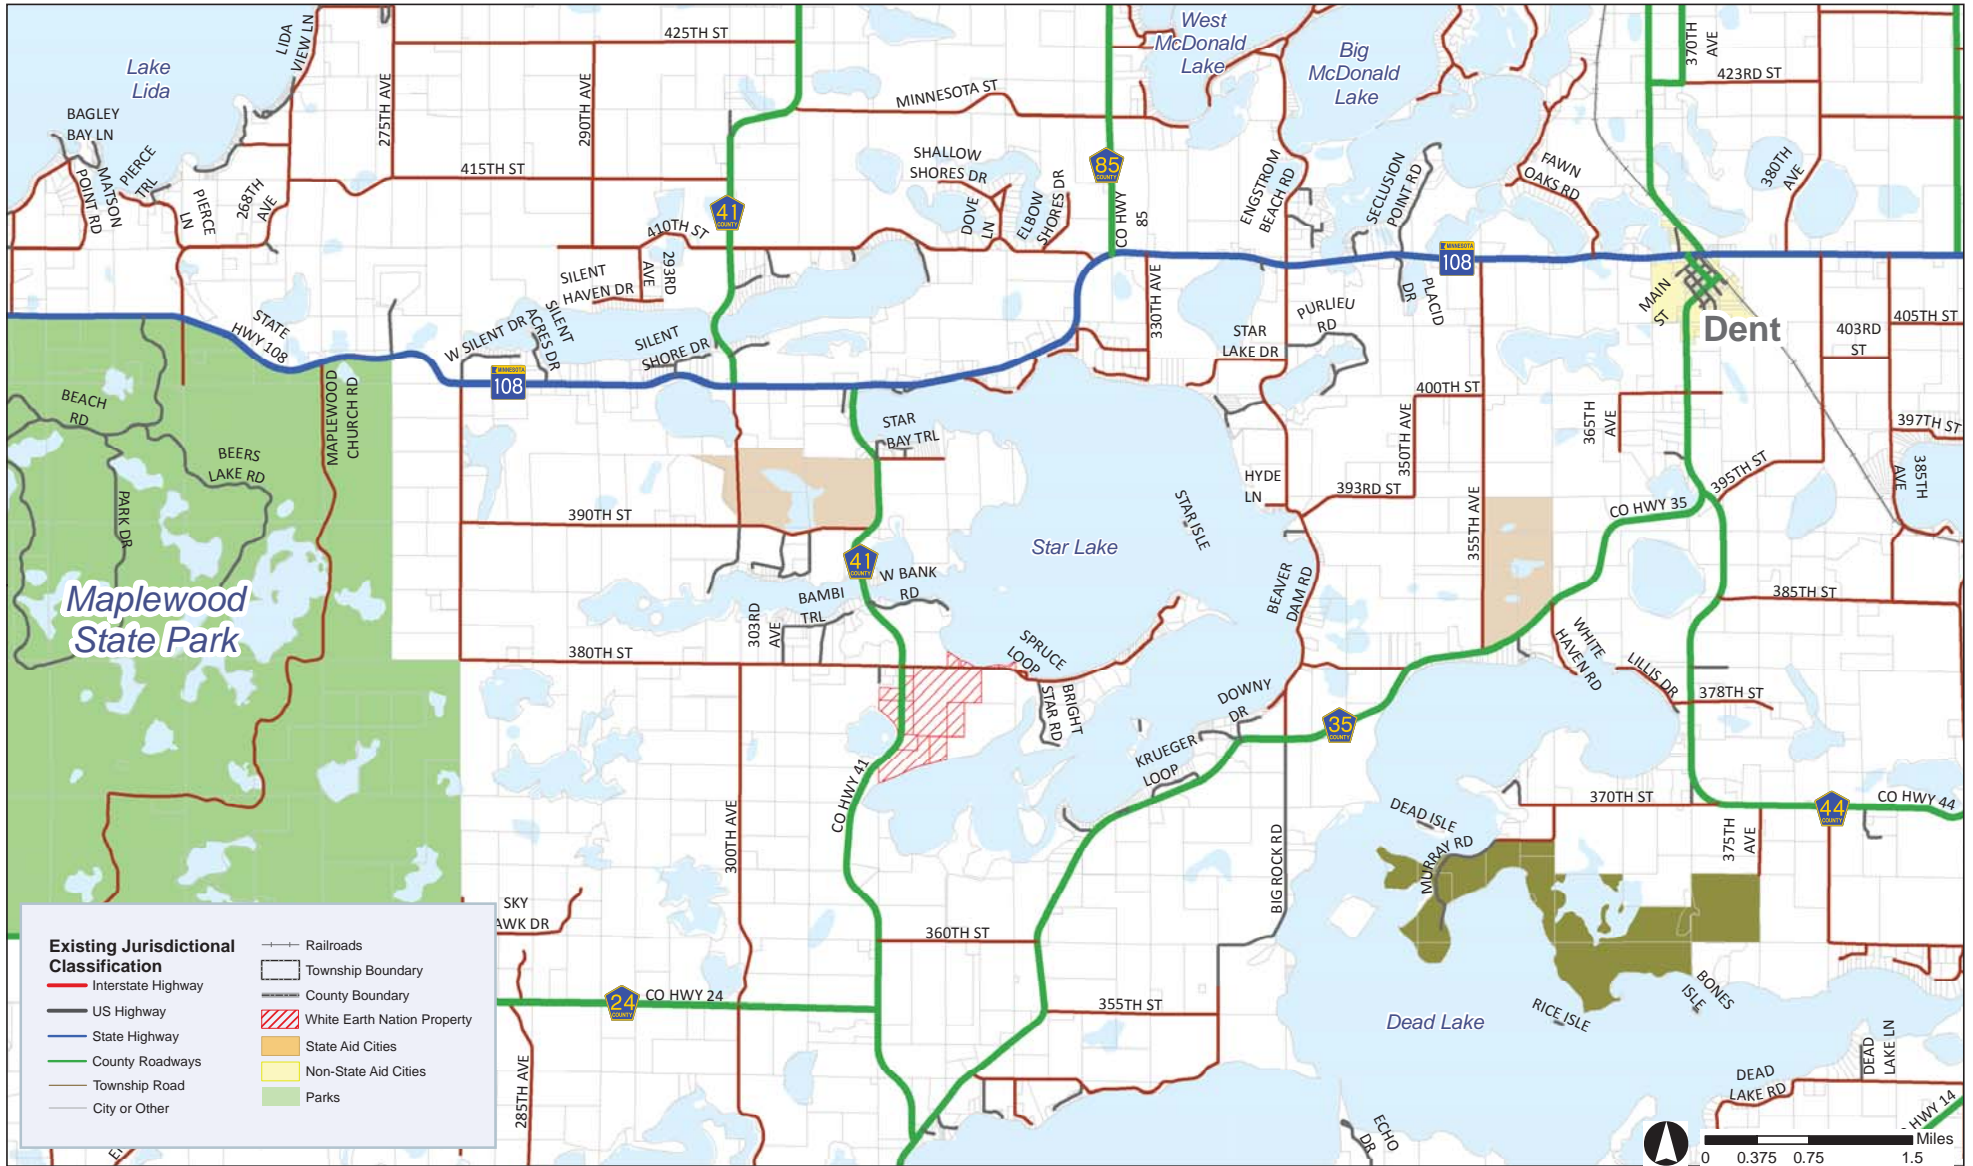 425TH ST
LIDA
VIEW LN
Lake
Lida
BAGLEY
BAY LN
MATSON
POINT RD
PIERCE
TRL
PIERCE
LN
268TH
AVE
275TH AVE
290TH AVE
415TH ST
MINNESOTA ST
West
McDonald
Lake
Big
McDonald
Lake
370TH
AVE
423RD ST
SHALLOW
SHORES DR
DOVE
LN
ELBOW
SHORES DR
85
COUNTY
CO HWY
85
ENGSTROM
BEACH RD
SECLUSION
POINT RD
FAWN
OAKS RD
380TH
AVE
41
COUNTY
410TH ST
293RD
AVE
SILENT
HAVEN DR
SILENT
ACRES DR
W SILENT DR
SILENT
SHORE DR
STATE
HWY 108
MINNESOTA
108
MINNESOTA
108
330TH AVE
PLACID
DR
PURLIEU
RD
STAR
LAKE DR
MAIN
ST
Dent
405TH ST
403RD
ST
BEACH
RD
MAPLEWOOD
CHURCH RD
BEERS
LAKE RD
PARK DR
STAR
BAY TRL
400TH ST
350TH AVE
365TH
AVE
397TH ST
385TH
AVE
HYDE
LN
393RD ST
395TH ST
CO HWY 35
355TH AVE
390TH ST
STAR ISLE
Star Lake
41
COUNTY
W BANK
RD
BAMBI
TRL
303RD
AVE
BEAVER
DAM RD
385TH ST
Maplewood
State Park
380TH ST
SPRUCE
LOOP
BRIGHT
STAR RD
WHITE
HAVEN RD
LILLIS DR
378TH ST
DOWNY
DR
35
COUNTY
KRUEGER
LOOP
CO HWY 41
300TH AVE
370TH ST
44
COUNTY
CO HWY 44
DEAD ISLE
MURRAY RD
375TH
AVE
BIG ROCK RD
SKY
AWK DR
360TH ST
24
COUNTY
CO HWY 24
355TH ST
Dead Lake
RICE ISLE
BONES
ISLE
285TH AVE
DEAD
LAKE RD
DEAD
LAKE LN
HWY 14
ECHO
DR
Existing Jurisdictional
Classification
Interstate Highway
US Highway
State Highway
County Roadways
Township Road
City or Other
Railroads
Township Boundary
County Boundary
White Earth Nation Property
State Aid Cities
Non-State Aid Cities
Parks
Miles
0 0.375 0.75 1.5